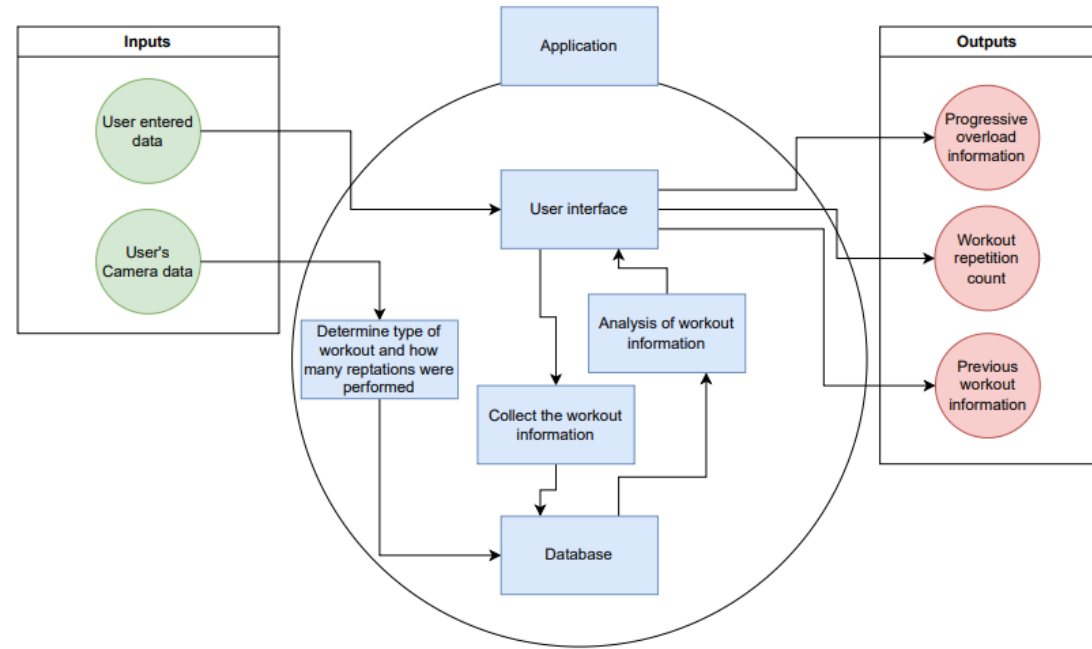 Inputs
User entered
data
User's
Camera data
Application
User interface
Determine type of
workout and how
many reptations were
performed
Analysis of workout
information
Collect the workout
information
Database
Outputs
Progressive
overload
information
Workout
repetition
count
Previous
workout
information